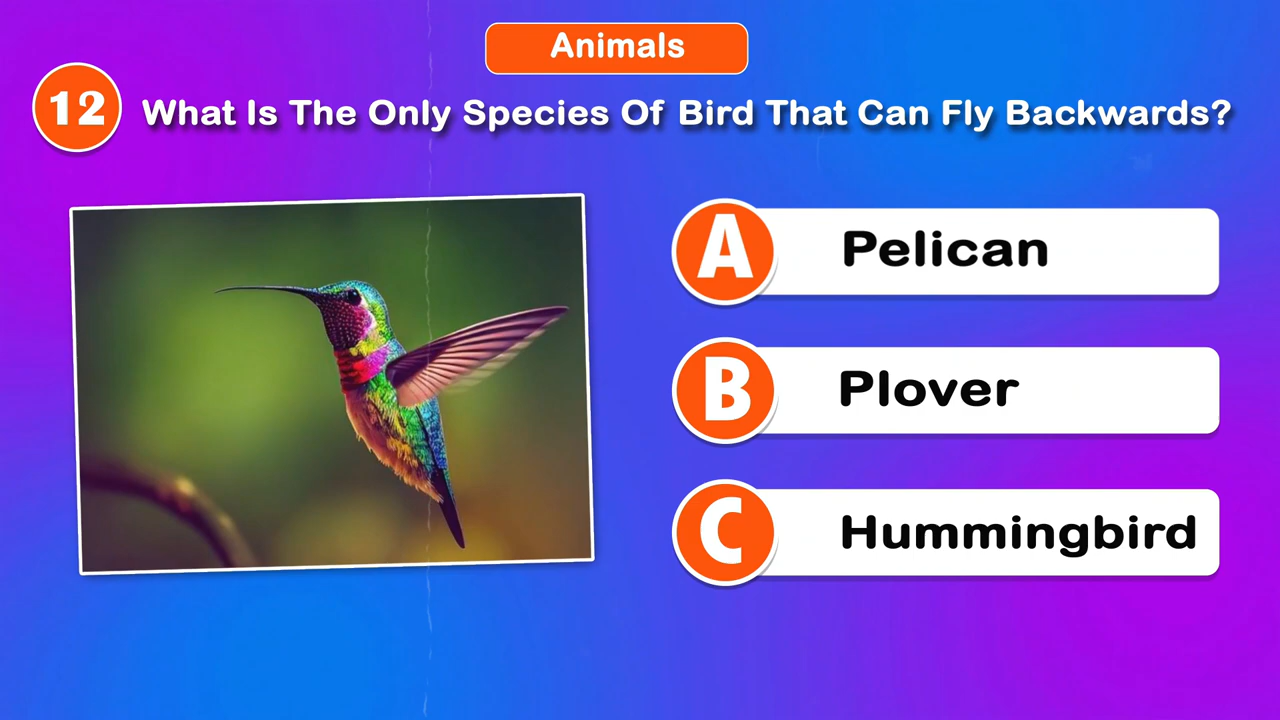 Animals
12
What Is The Only Species Of Bird That Can Fly Backwards?
A
Pelican
B
Plover
C
Hummingbird